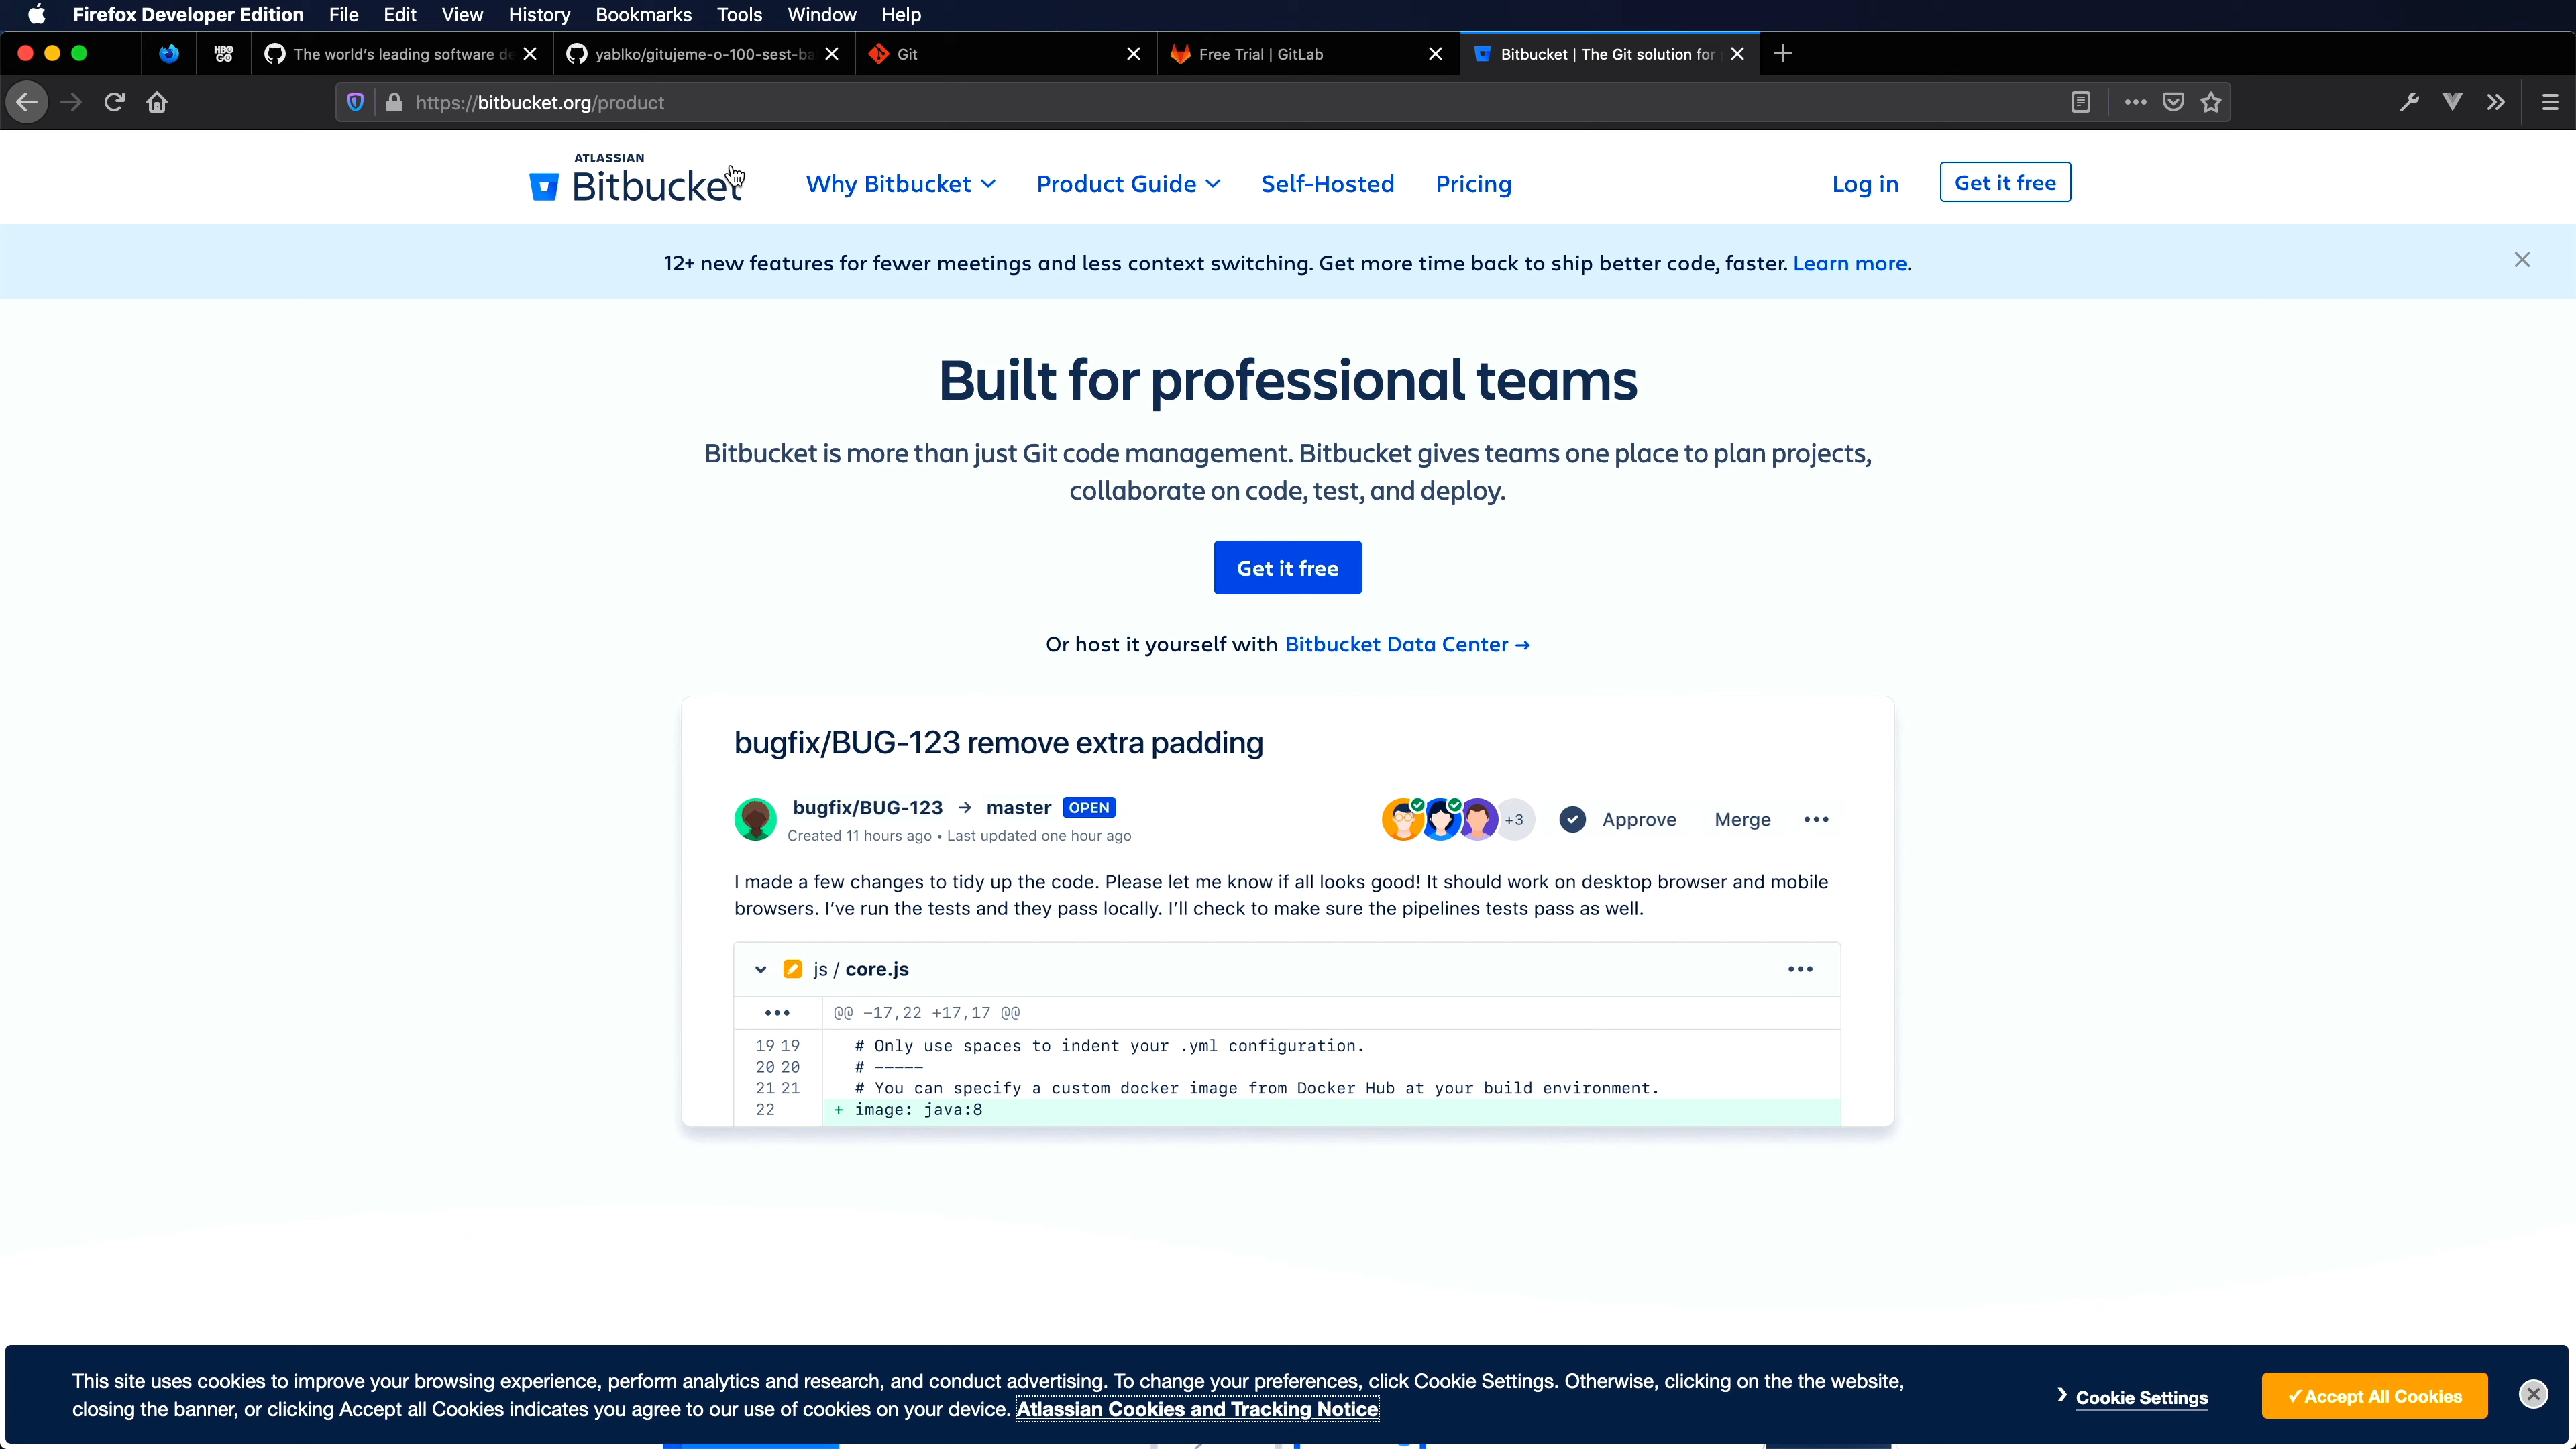 Firefox Developer Edition File Edit View History Bookmarks Tools Window Help
HBO GO
The world's leading software de
yablko/gitujeme-o-100-sest-ba
Git
Free Trial | GitLab
Bitbucket | The Git solution for
https://bitbucket.org/product
ATLASSIAN
Bitbucket
Why Bitbucket
Product Guide
Self-Hosted
Pricing
Log in
Get it free
12+ new features for fewer meetings and less context switching. Get more time back to ship better code, faster. Learn more.
Built for professional teams
Bitbucket is more than just Git code management. Bitbucket gives teams one place to plan projects,
collaborate on code, test, and deploy.
Get it free
Or host it yourself with Bitbucket Data Center →
bugfix/BUG-123 remove extra padding
bugfix/BUG-123 → master OPEN
Created 11 hours ago • Last updated one hour ago
+3
Approve
Merge
I made a few changes to tidy up the code. Please let me know if all looks good! It should work on desktop browser and mobile
browsers. I've run the tests and they pass locally. I'll check to make sure the pipelines tests pass as well.
js / core.js
@@ -17,22 +17,17 @@
19 19 # Only use spaces to indent your .yml configuration.
20 20 # -----
21 21 # You can specify a custom docker image from Docker Hub at your build environment.
22 + image: java:8
This site uses cookies to improve your browsing experience, perform analytics and research, and conduct advertising. To change your preferences, click Cookie Settings. Otherwise, clicking on the the website,
closing the banner, or clicking Accept all Cookies indicates you agree to our use of cookies on your device. Atlassian Cookies and Tracking Notice
Cookie Settings
✓Accept All Cookies